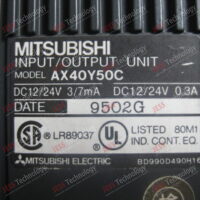 MITSUBISHI
INPUT/OUTPUT UNIT
MODEL AX40Y50C
DC12/24V 3/7mA DC12/24V 0.3A
DATE 9502G
LR89037 LISTED 80M1
IND. CONT. EQ.
MITSUBISHI ELECTRIC BD990D490H16